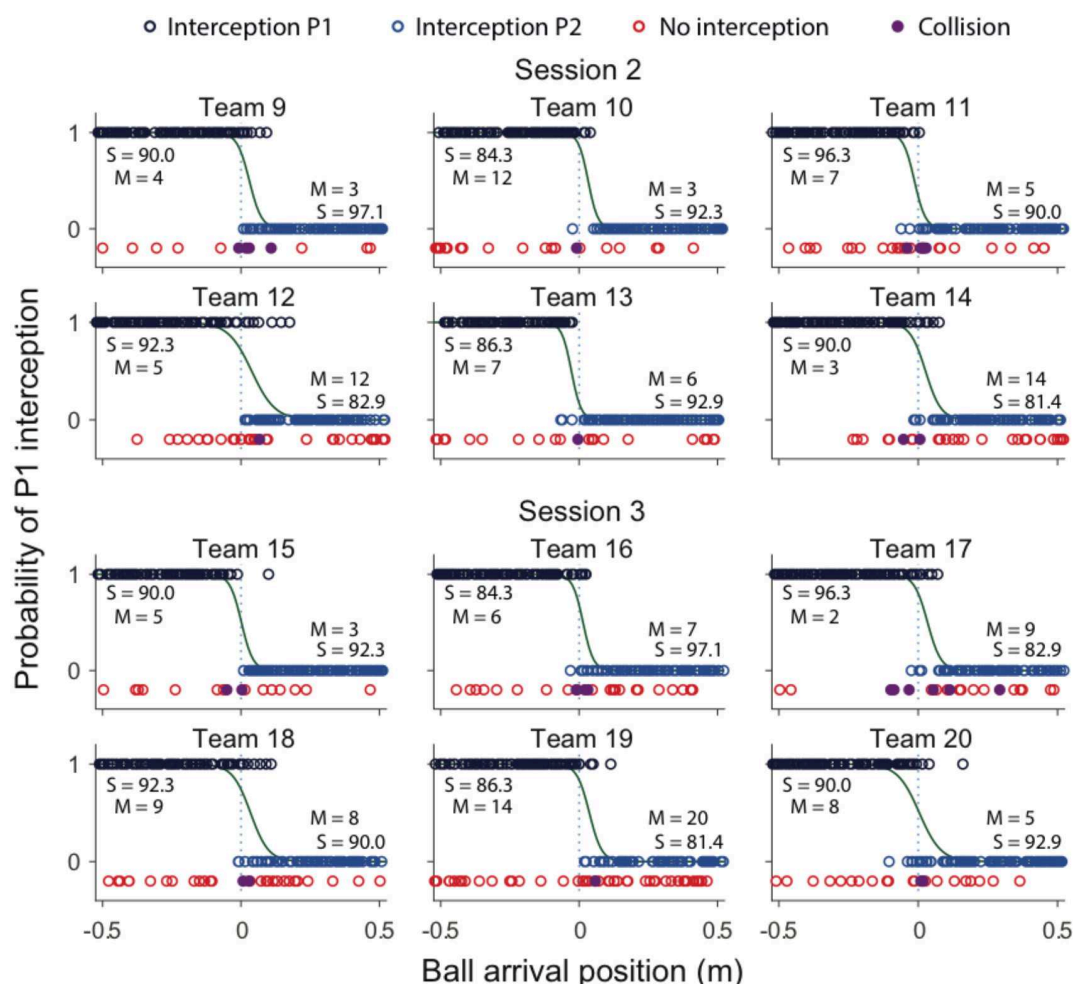 Interception P1 Interception P2 No interception Collision
Session 2
Team 9 Team 10 Team 11
1
S = 90.0
M = 4
M = 3
S = 97.1
S = 84.3
M = 12
M = 3
S = 92.3
S = 96.3
M = 7
M = 5
S = 90.0
0
Team 12 Team 13 Team 14
1
S = 92.3
M = 5
M = 12
S = 82.9
S = 86.3
M = 7
M = 6
S = 92.9
S = 90.0
M = 3
M = 14
S = 81.4
0
Probability of P1 interception
Session 3
Team 15 Team 16 Team 17
1
S = 90.0
M = 5
M = 3
S = 92.3
S = 84.3
M = 6
M = 7
S = 97.1
S = 96.3
M = 2
M = 9
S = 82.9
0
Team 18 Team 19 Team 20
1
S = 92.3
M = 9
M = 8
S = 90.0
S = 86.3
M = 14
M = 20
S = 81.4
S = 90.0
M = 8
M = 5
S = 92.9
0
-0.5 0 0.5 -0.5 0 0.5 -0.5 0 0.5
Ball arrival position (m)